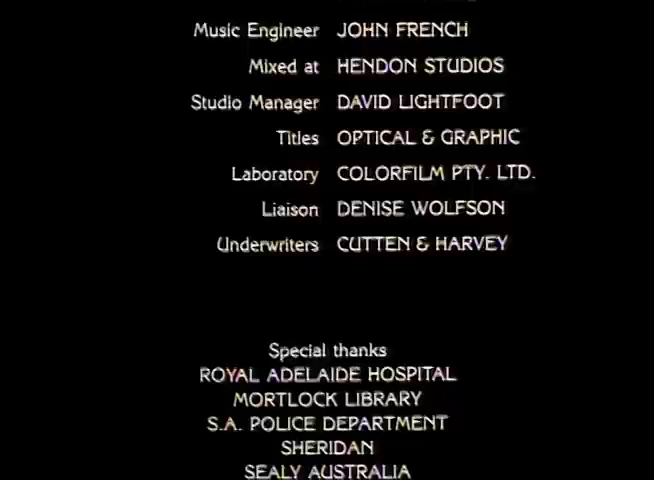 Music Engineer JOHN FRENCH
Mixed at HENDON STUDIOS
Studio Manager DAVID LIGHTFOOT
Titles OPTICAL & GRAPHIC
Laboratory COLORFILM PTY. LTD.
Liaison DENISE WOLFSON
Underwriters CUTTEN & HARVEY
Special thanks
ROYAL ADELAIDE HOSPITAL
MORTLOCK LIBRARY
S.A. POLICE DEPARTMENT
SHERIDAN
SEALY AUSTRALIA